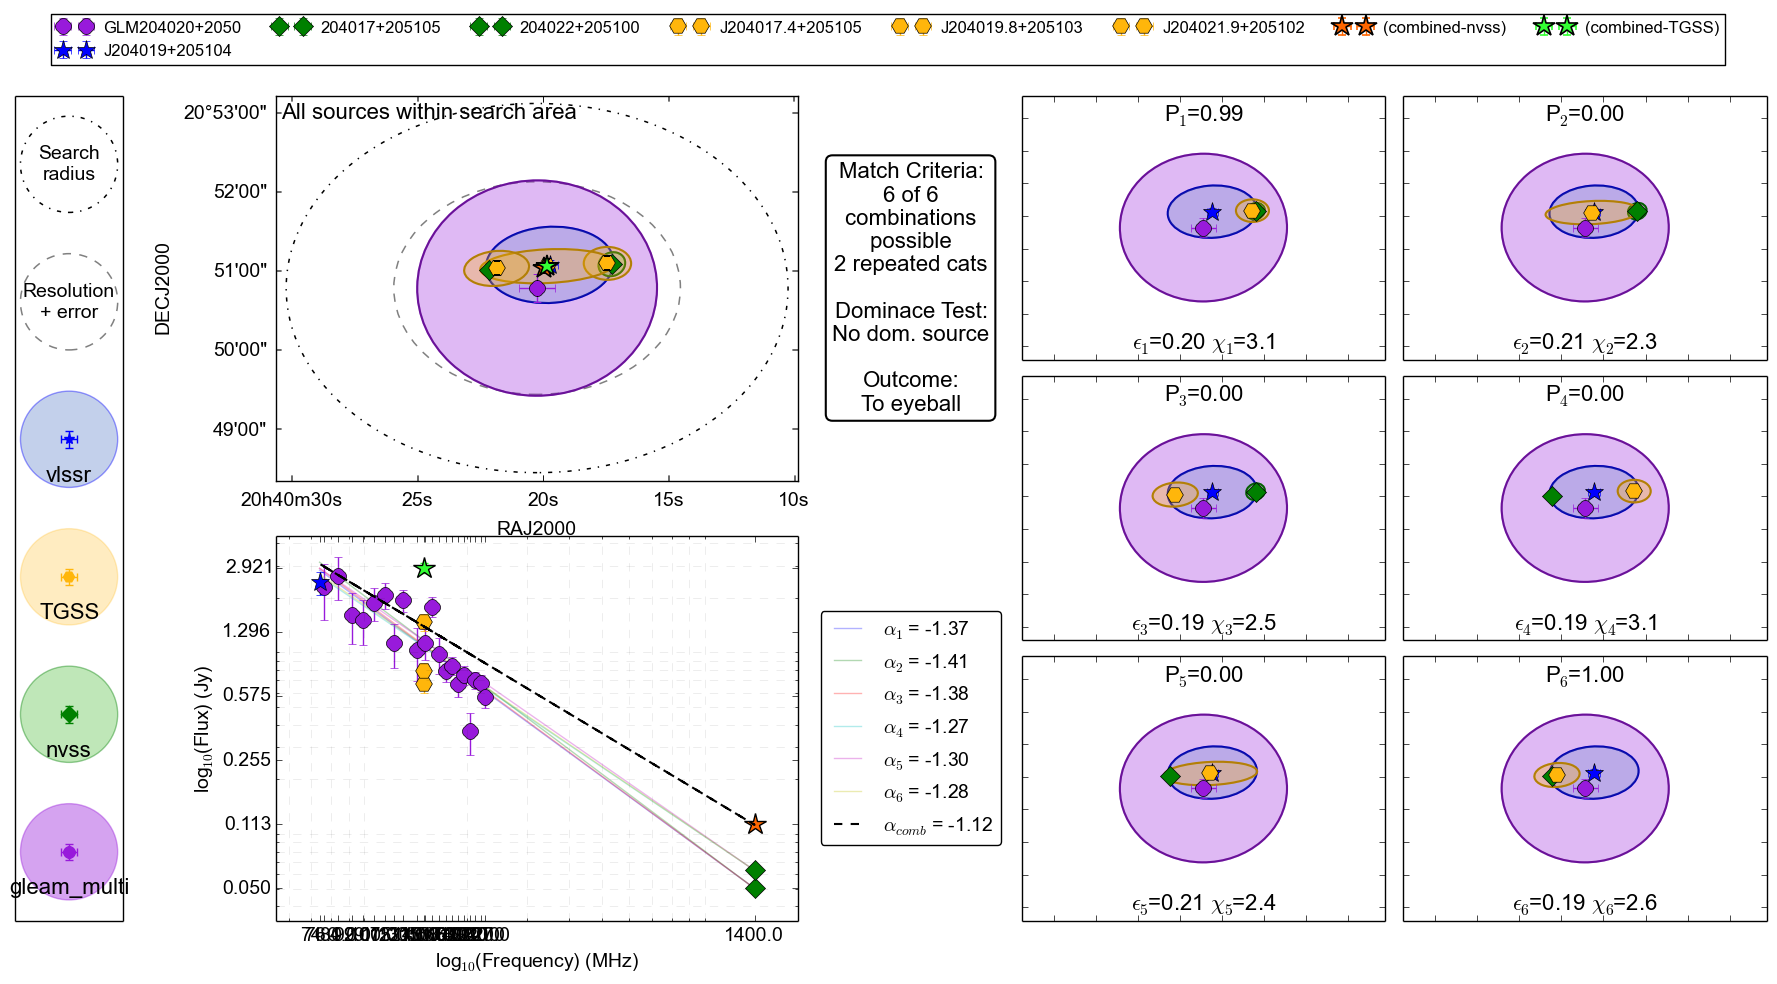 GLM204020+2050
204017+205105
204022+205100
J204017.4+205105
J204019.8+205103
J204021.9+205102
(combined-nvss)
(combined-TGSS)
J204019+205104
Search
radius
Resolution
+ error
vlssr
TGSS
nvss
gleam_multi
All sources within search area
20°53'00"
52'00"
51'00"
50'00"
49'00"
DECJ2000
20h40m30s
25s
20s
15s
10s
RAJ2000
Match Criteria:
6 of 6
combinations
possible
2 repeated cats
Dominace Test:
No dom. source
Outcome:
To eyeball
2.921
1.296
0.575
0.255
0.113
0.050
log10(Flux) (Jy)
1400.0
log10(Frequency) (MHz)
α1 = -1.37
α2 = -1.41
α3 = -1.38
α4 = -1.27
α5 = -1.30
α6 = -1.28
αcomb = -1.12
P1=0.99
ϵ1=0.20 χ1=3.1
P2=0.00
ϵ2=0.21 χ2=2.3
P3=0.00
ϵ3=0.19 χ3=2.5
P4=0.00
ϵ4=0.19 χ4=3.1
P5=0.00
ϵ5=0.21 χ5=2.4
P6=1.00
ϵ6=0.19 χ6=2.6